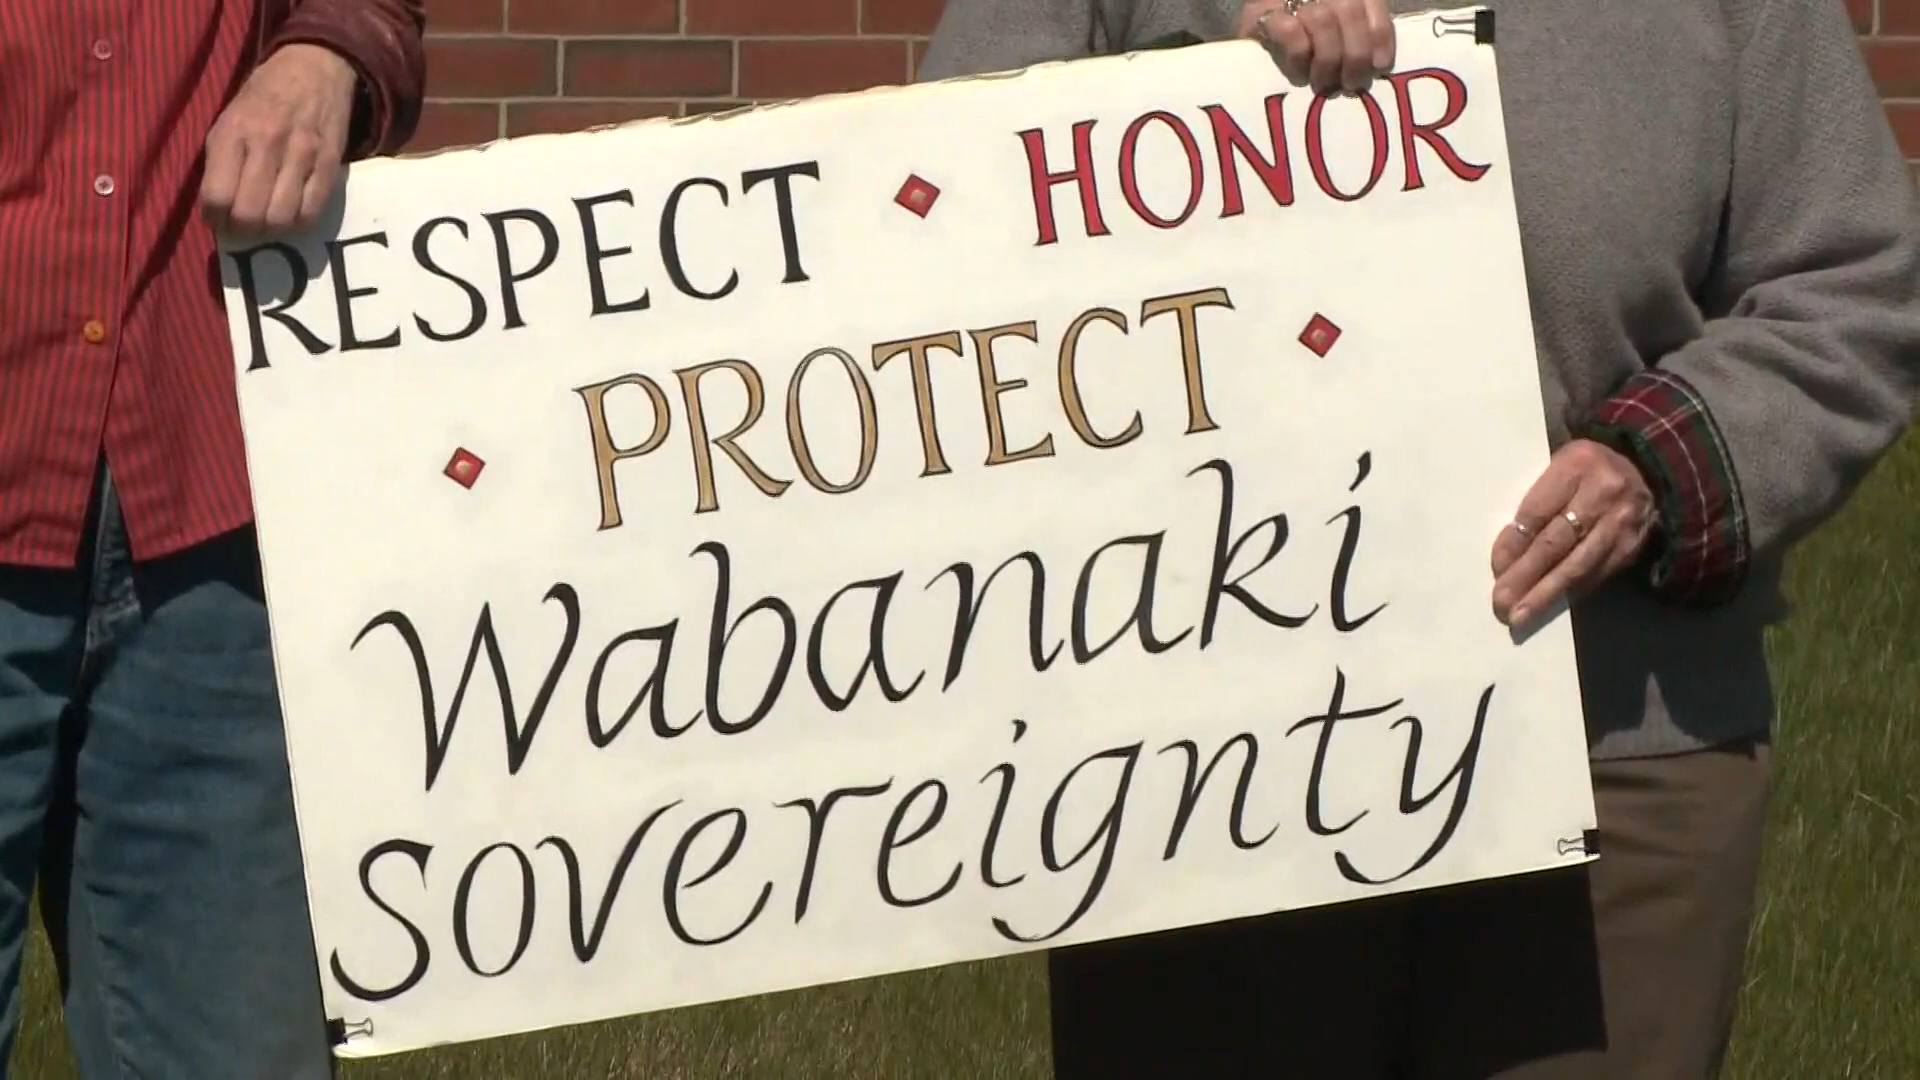 RESPECT ⬥ HONOR
⬥ PROTECT ⬥
Wabanaki
sovereignty